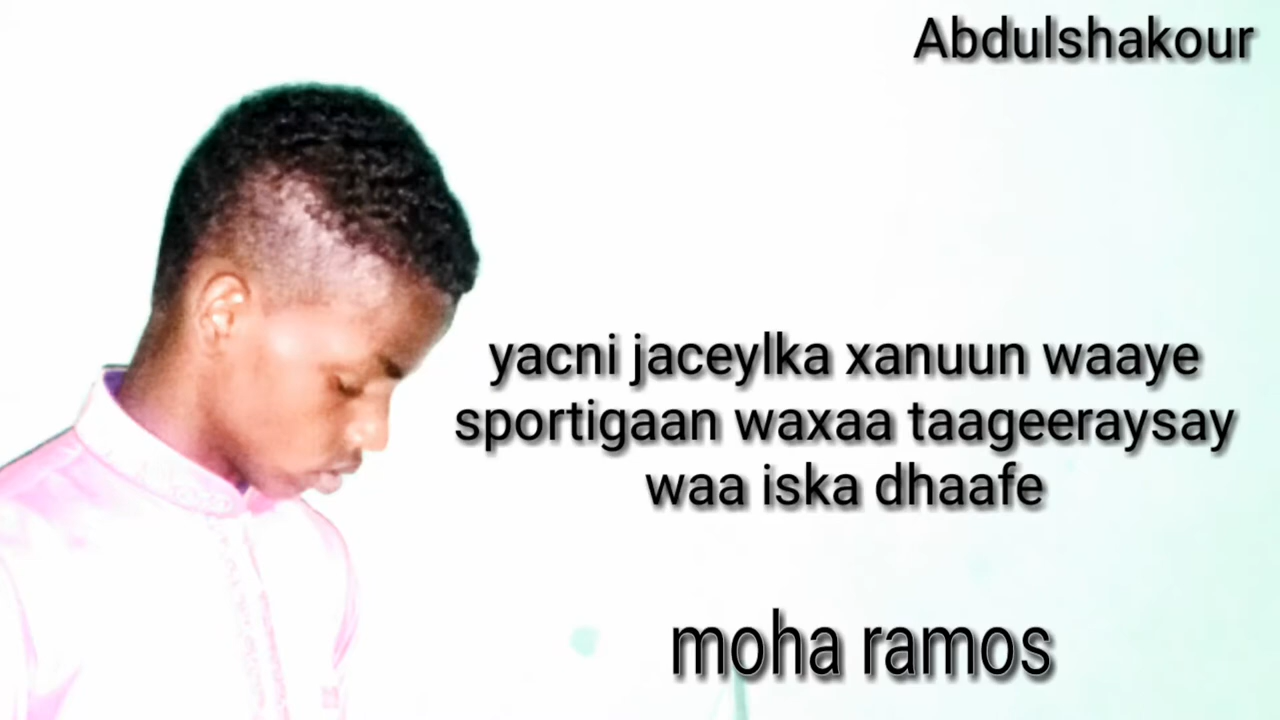 Abdulshakour
yacni jaceylka xanuun waaye
sportigaan waxaa taageeraysay
waa iska dhaafe
moha ramos